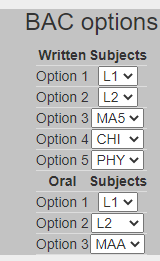 BAC options
Written Subjects
Option 1 L1
Option 2 L2
Option 3 MA5
Option 4 CHI
Option 5 PHY
Oral Subjects
Option 1 L1
Option 2 L2
Option 3 MAA